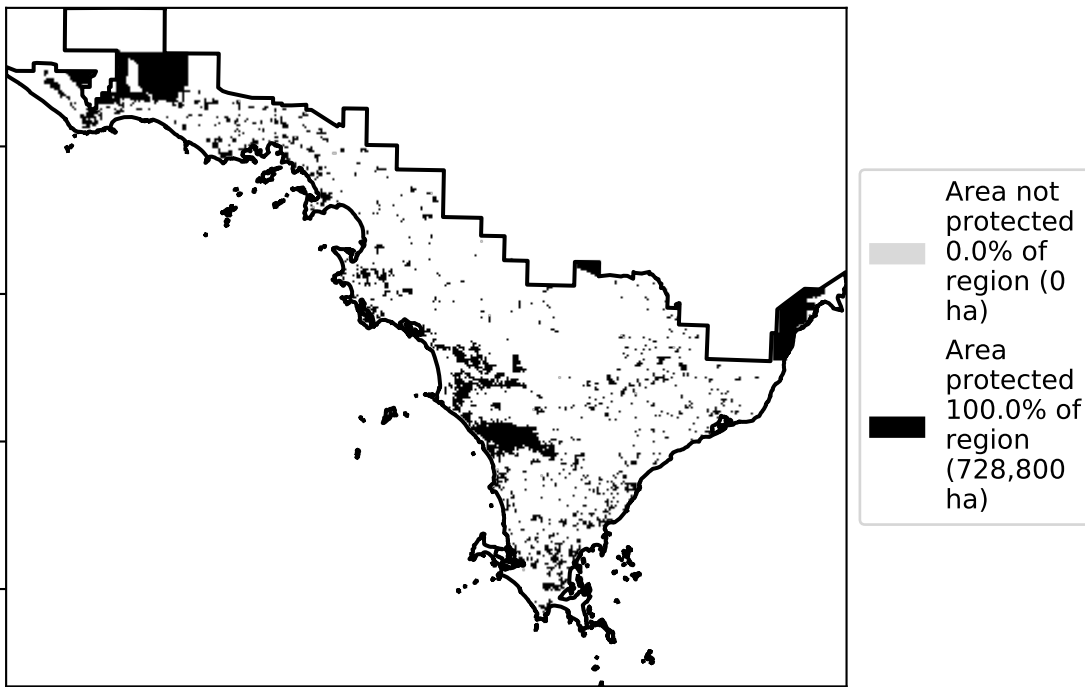 Area not
protected
0.0% of
region (0
ha)
Area
protected
100.0% of
region
(728,800
ha)